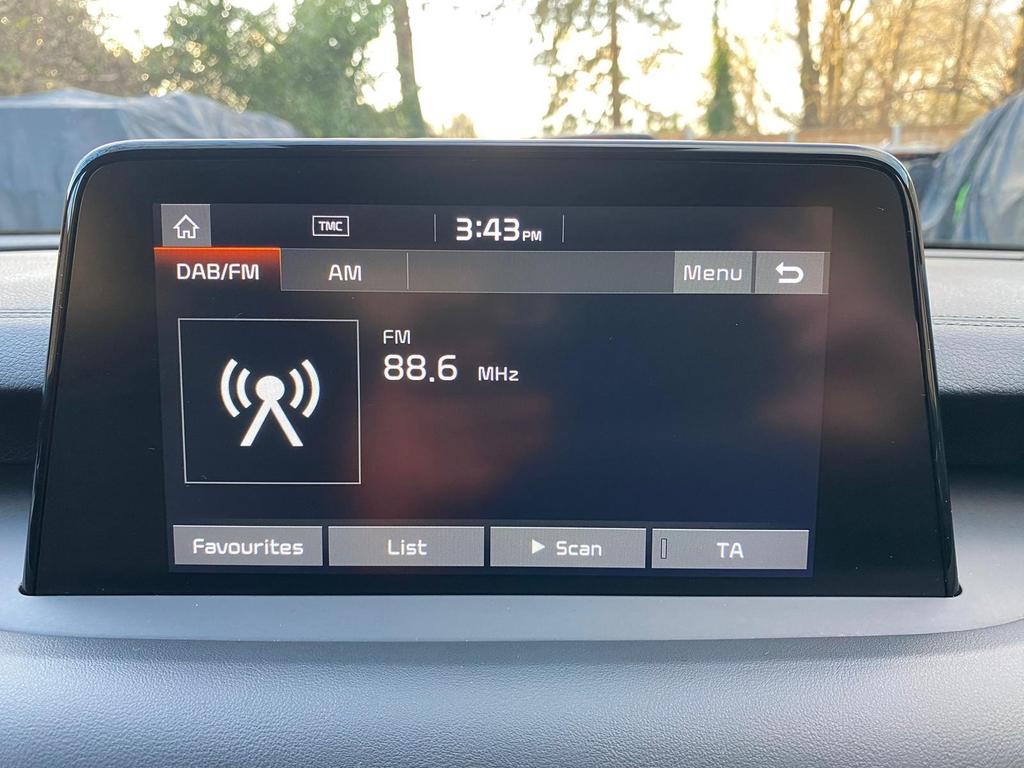 TMC
3:43PM
DAB/FM AM Menu
FM
88.6 MHz
Favourites List Scan TA